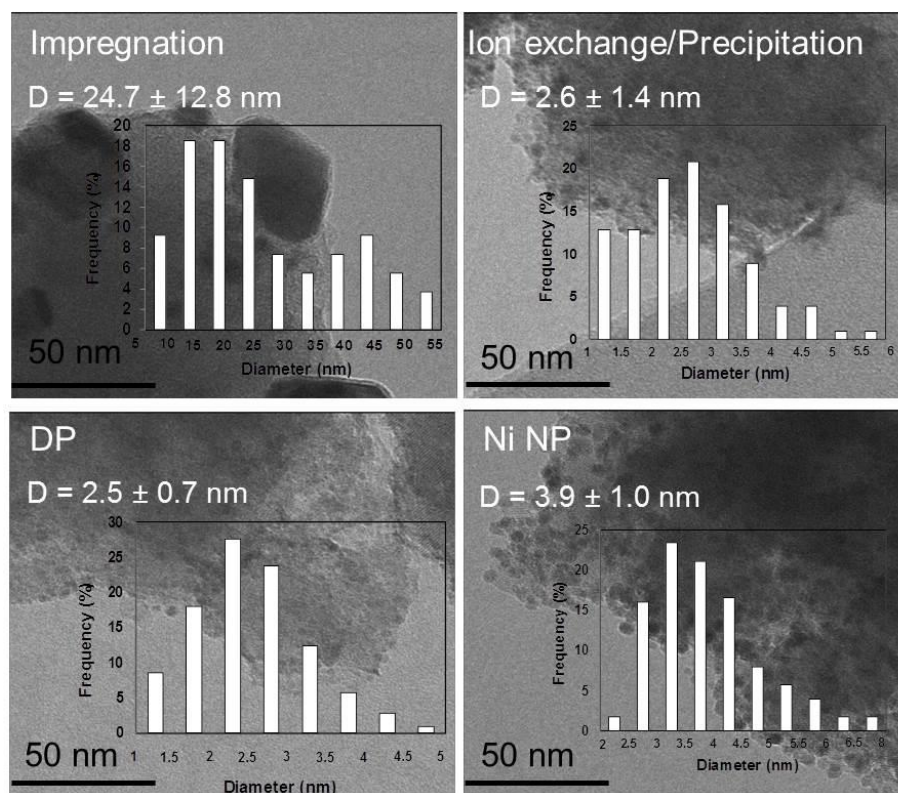 Impregnation
D = 24.7 ± 12.8 nm
20
18
16
14
12
10
8
6
4
2
0
Frequency (%)
5 10 15 20 25 30 35 40 45 50 55
Diameter (nm)
50 nm
Ion exchange/Precipitation
D = 2.6 ± 1.4 nm
25
20
15
10
5
0
Frequency (%)
1 1.5 2 2.5 3 3.5 4 4.5 5 5.5 6
Diameter (nm)
50 nm
DP
D = 2.5 ± 0.7 nm
30
25
20
15
10
5
0
Frequency (%)
1 1.5 2 2.5 3 3.5 4 4.5 5
Diameter (nm)
50 nm
Ni NP
D = 3.9 ± 1.0 nm
25
20
15
10
5
0
Frequency (%)
2 2.5 3 3.5 4 4.5 5 5.5 6 6.5 7 8
Diameter (nm)
50 nm